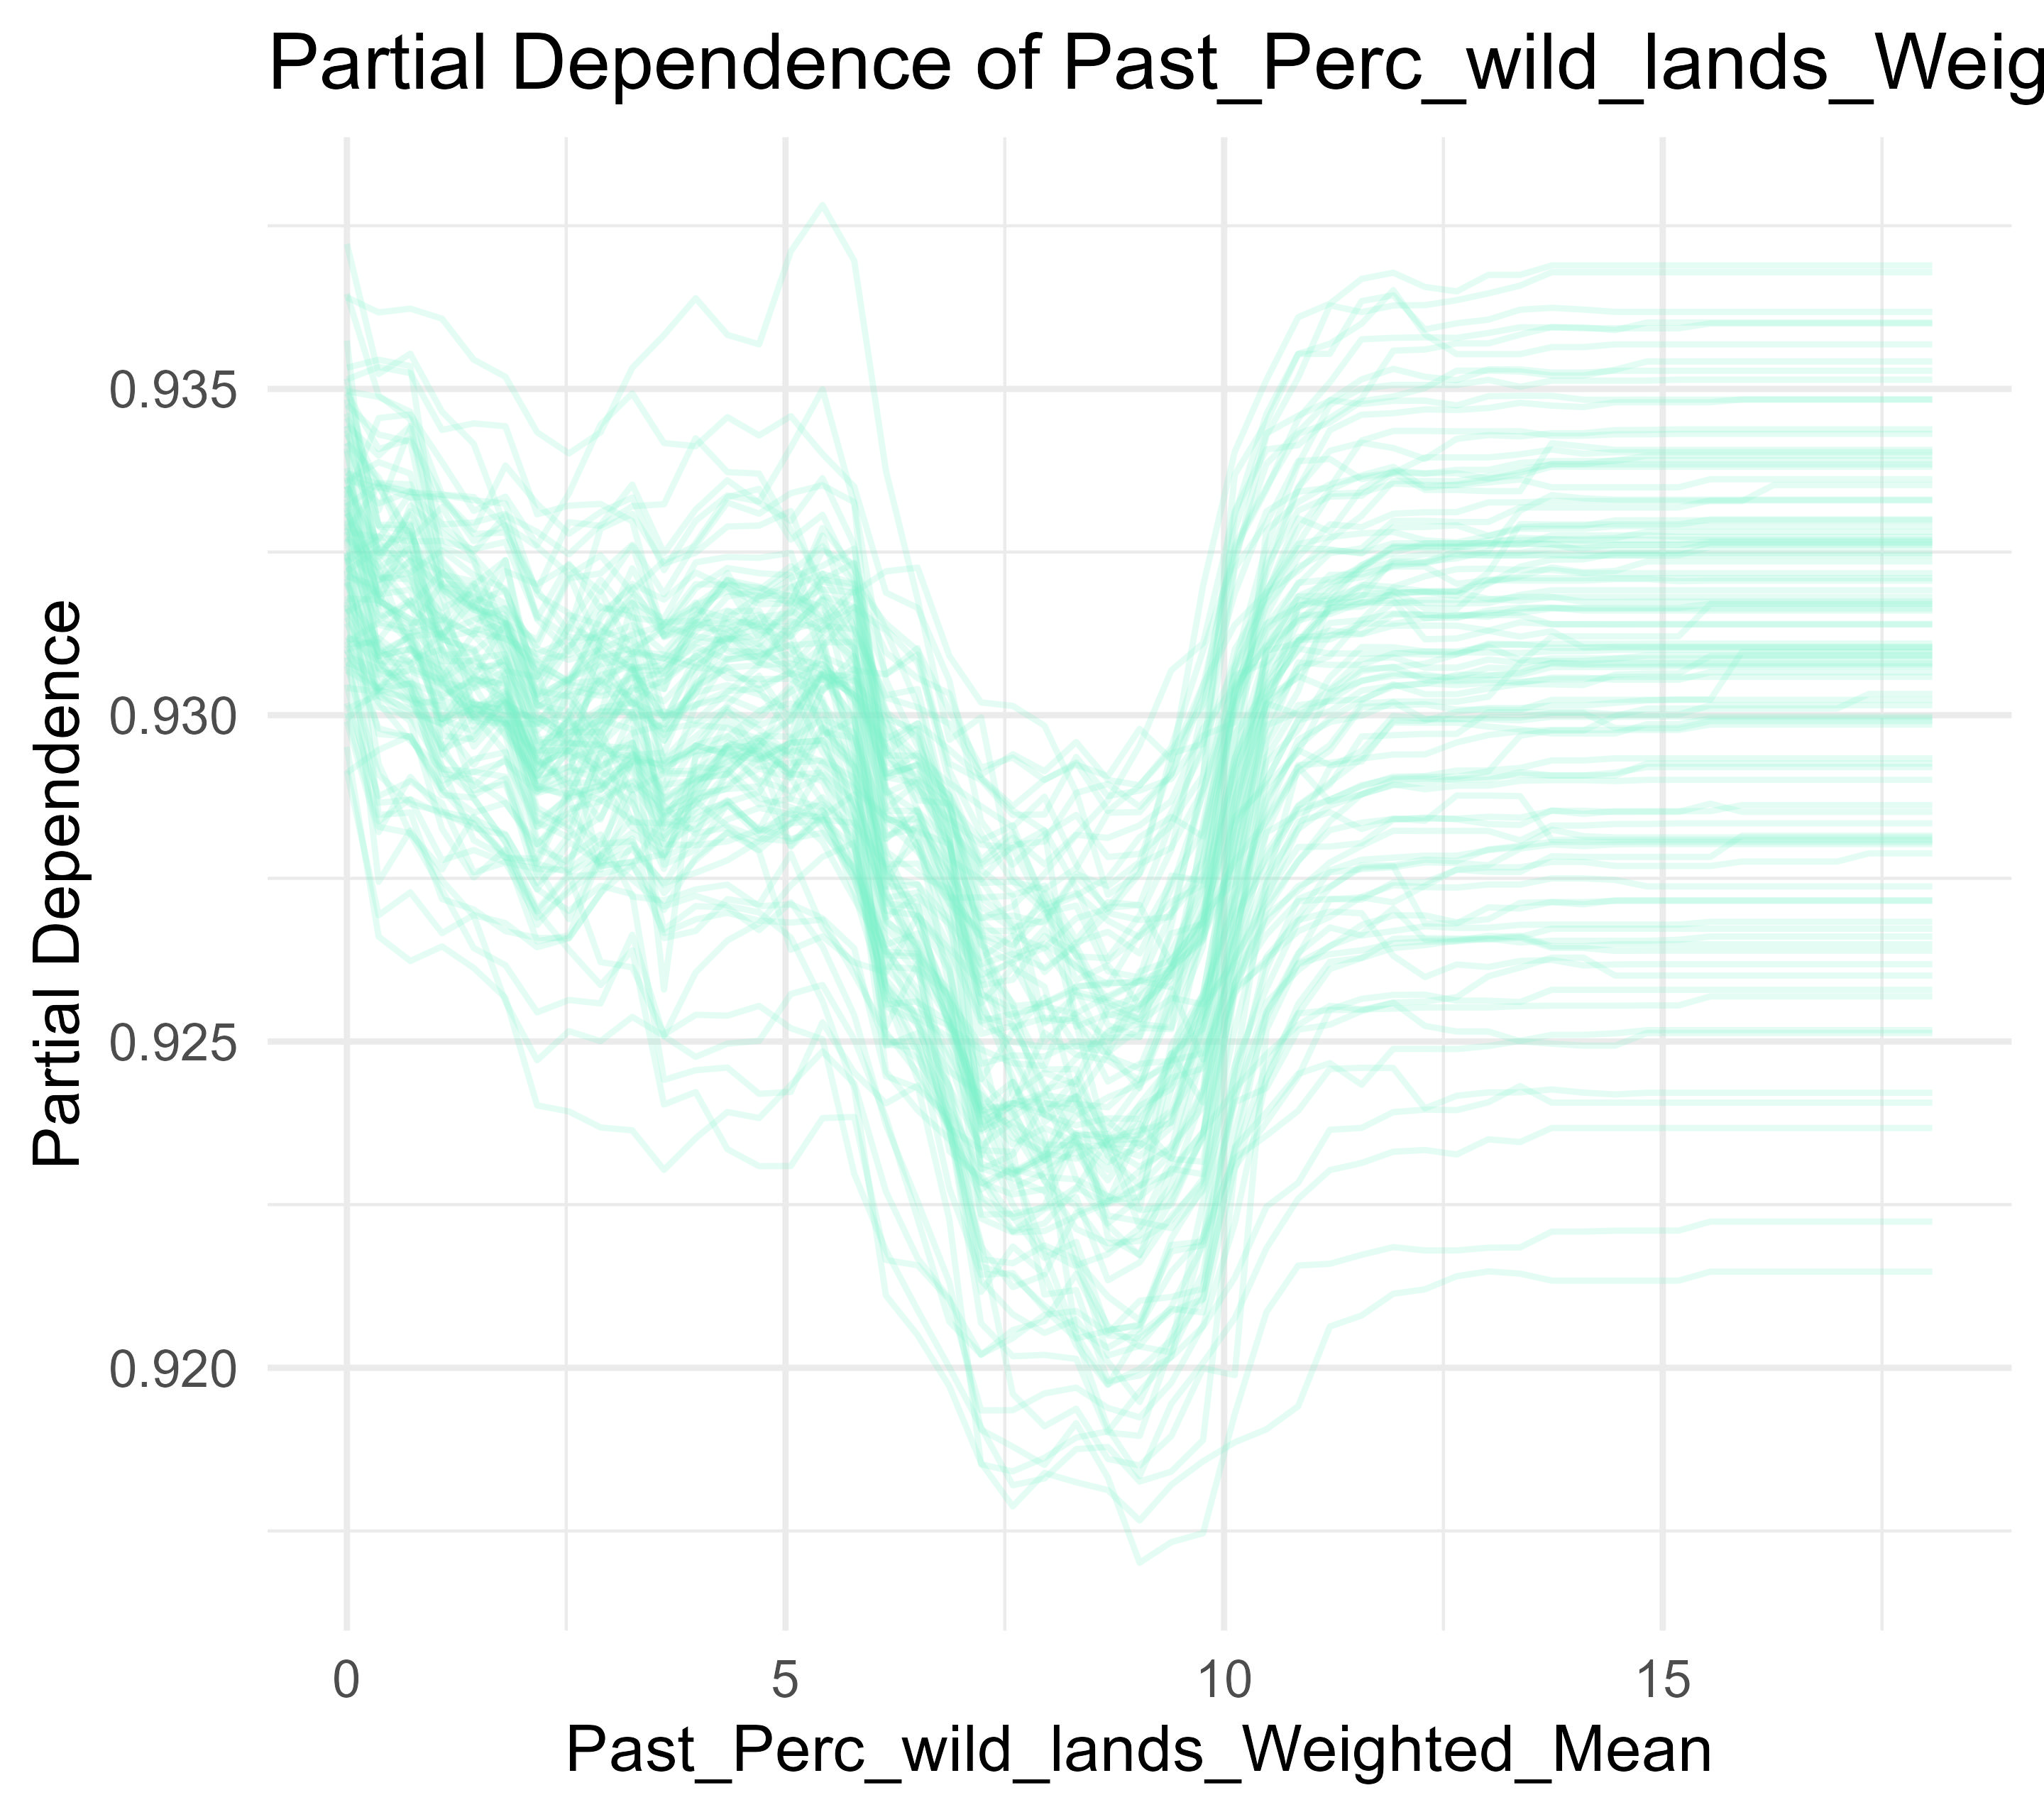 Partial Dependence of Past_Perc_wild_lands_Weig
0.935
0.930
0.925
0.920
Partial Dependence
0 5 10 15
Past_Perc_wild_lands_Weighted_Mean